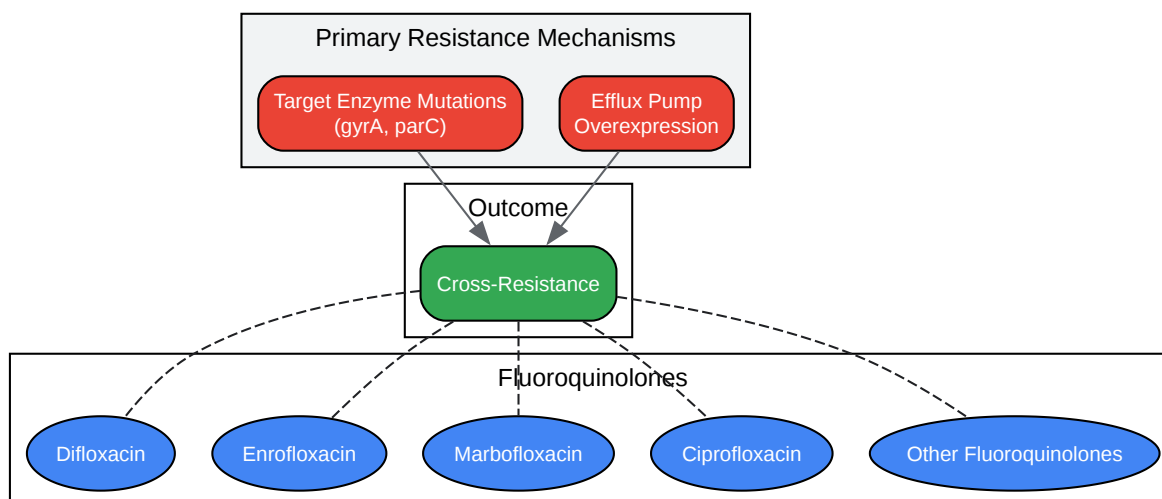 Primary Resistance Mechanisms
Target Enzyme Mutations
(gyrA, parC)
Efflux Pump
Overexpression
Outcome
Cross-Resistance
Fluoroquinolones
Difloxacin
Enrofloxacin
Marbofloxacin
Ciprofloxacin
Other Fluoroquinolones